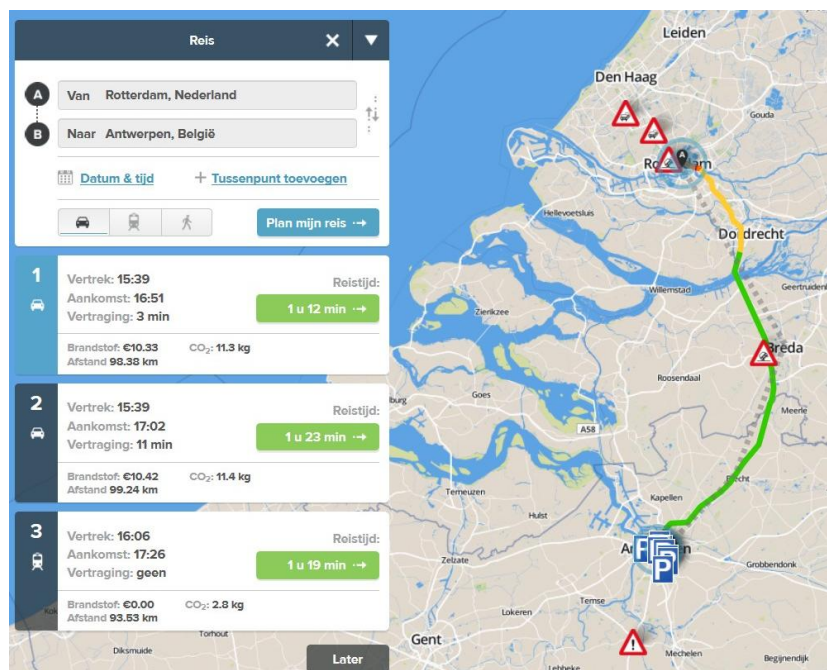 Reis
A
Van Rotterdam, Nederland
B
Naar Antwerpen, België
Datum & tijd
+ Tussenpunt toevoegen
Plan mijn reis
1
Vertrek: 15:39
Aankomst: 16:51
Vertraging: 3 min
Reistijd:
1 u 12 min
Brandstof: €10.33
CO₂: 11.3 kg
Afstand 98.38 km
2
Vertrek: 15:39
Aankomst: 17:02
Vertraging: 11 min
Reistijd:
1 u 23 min
Brandstof: €10.42
CO₂: 11.4 kg
Afstand 99.24 km
3
Vertrek: 16:06
Aankomst: 17:26
Vertraging: geen
Reistijd:
1 u 19 min
Brandstof: €0.00
CO₂: 2.8 kg
Afstand 93.53 km
Later
Leiden
Den Haag
Gouda
A
Hellevoetsluis
Dordrecht
Willemstad
Geertruiden
Zierikzee
Breda
Roosendaal
Goes
Meerle
A58
Kapellen
Terneuzen
Hulst
P
P
Zelzate
Grobbendonk
Temse
Lokeren
Torhout
Diksmuide
Gent
Mechelen
Begijnendijk